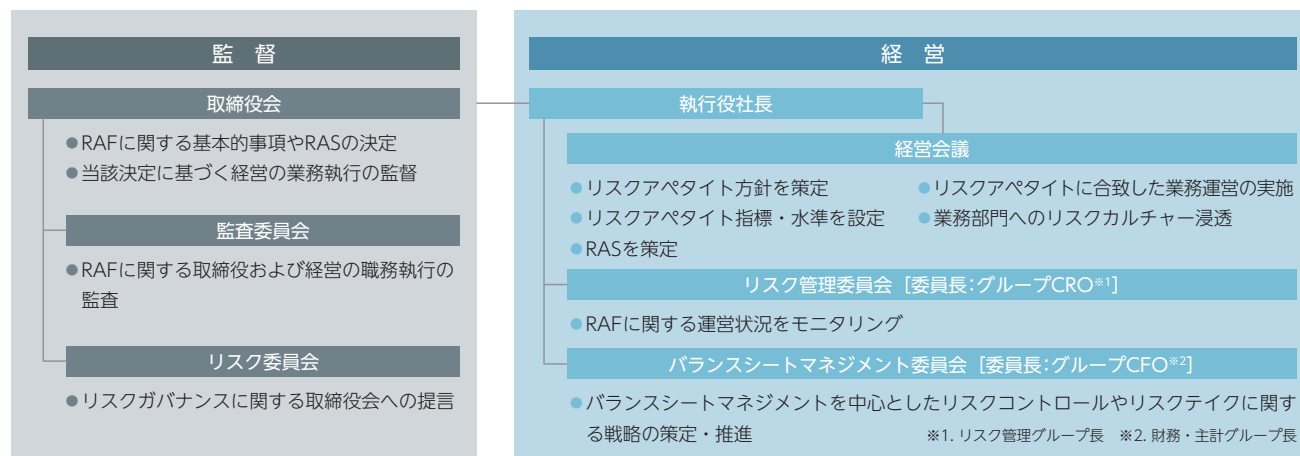 監 督
取締役会
●RAFに関する基本的事項やRASの決定
●当該決定に基づく経営の業務執行の監督
監査委員会
●RAFに関する取締役および経営の職務執行の
監査
リスク委員会
●リスクガバナンスに関する取締役会への提言
経 営
執行役社長
経営会議
●リスクアペタイト方針を策定
●リスクアペタイト指標・水準を設定
●RASを策定
●リスクアペタイトに合致した業務運営の実施
●業務部門へのリスクカルチャー浸透
リスク管理委員会［委員長:グループCRO※1］
●RAFに関する運営状況をモニタリング
バランスシートマネジメント委員会［委員長:グループCFO※2］
●バランスシートマネジメントを中心としたリスクコントロールやリスクテイクに関す
る戦略の策定・推進
※1. リスク管理グループ長 ※2. 財務・主計グループ長